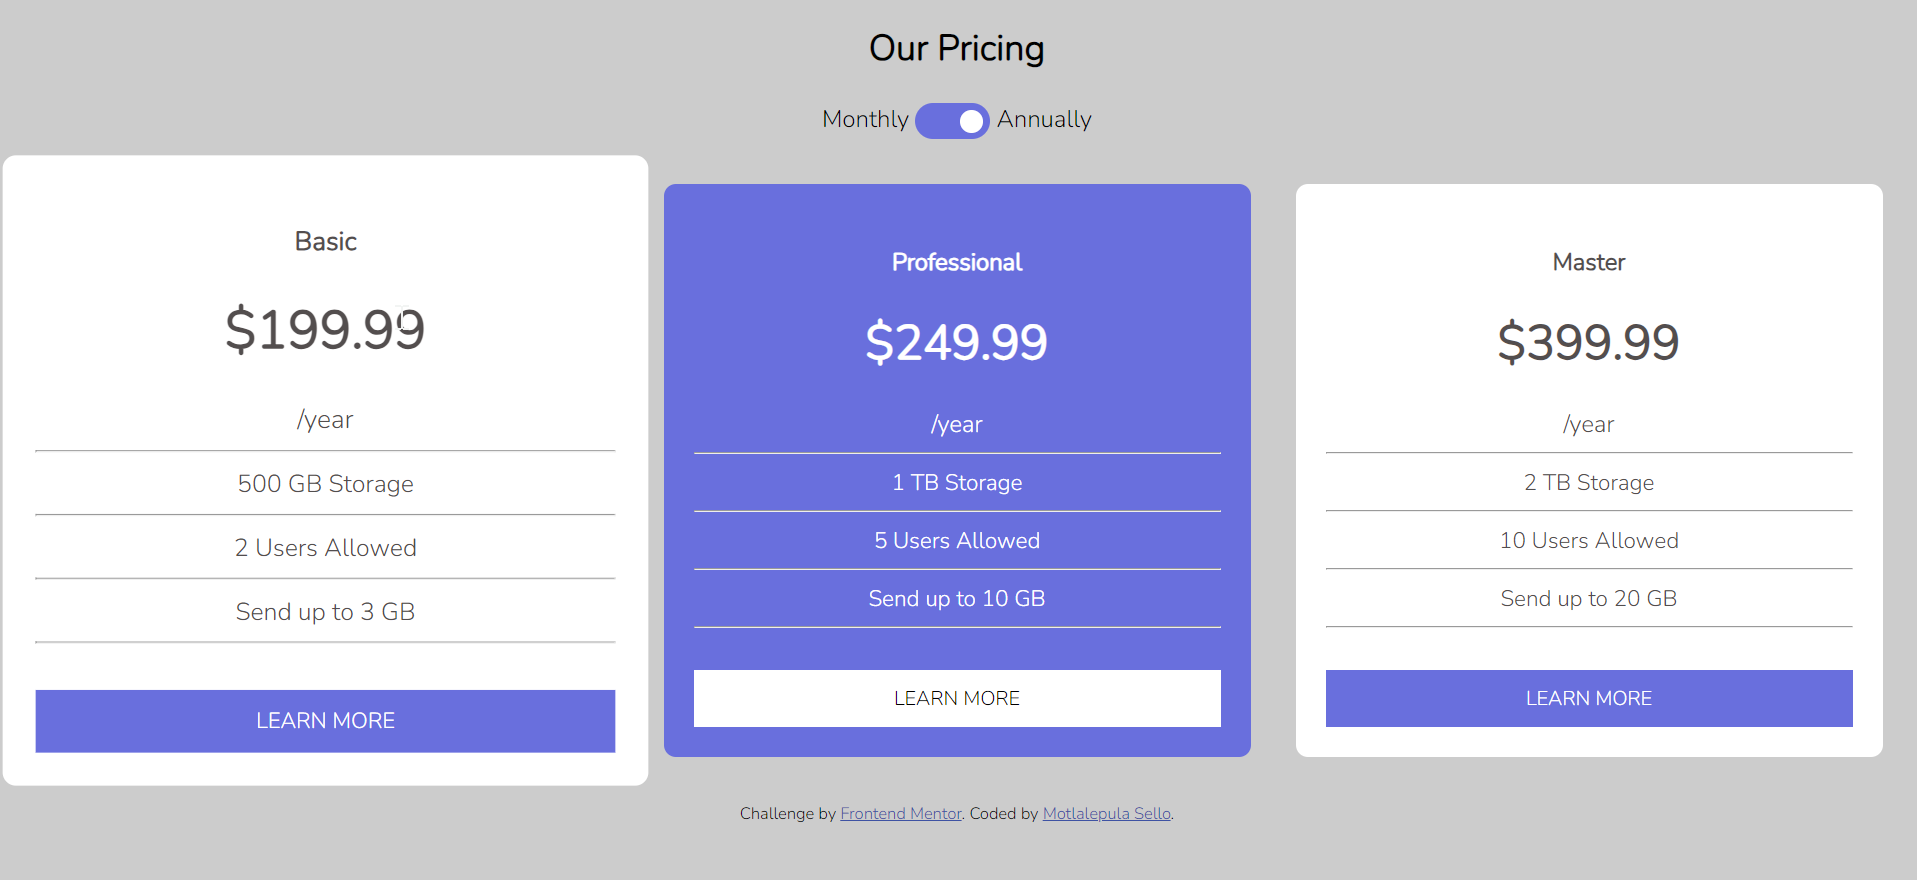 Our Pricing
Monthly Annually
Basic
$199.99
/year
500 GB Storage
2 Users Allowed
Send up to 3 GB
LEARN MORE
Professional
$249.99
/year
1 TB Storage
5 Users Allowed
Send up to 10 GB
LEARN MORE
Master
$399.99
/year
2 TB Storage
10 Users Allowed
Send up to 20 GB
LEARN MORE
Challenge by Frontend Mentor. Coded by Motlalepula Sello.